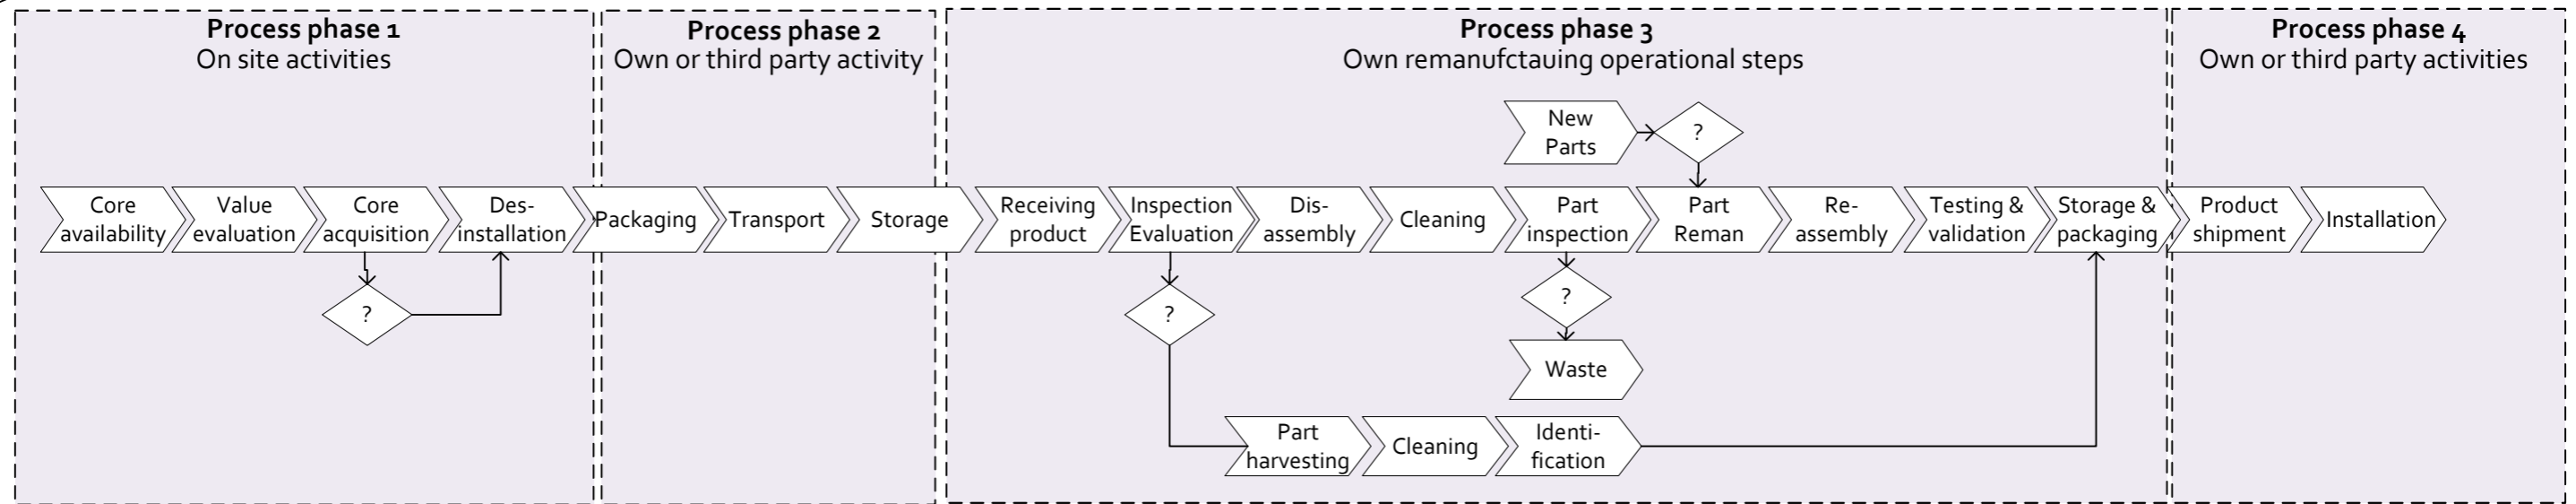 Process phase 1
On site activities
Process phase 2
Own or third party activity
Process phase 3
Own remanufctauing operational steps
Process phase 4
Own or third party activities
New
Parts
?
Core
availability
Value
evaluation
Core
acquisition
Des-
installation
Packaging
Transport
Storage
Receiving
product
Inspection
Evaluation
Dis-
assembly
Cleaning
Part
inspection
Part
Reman
Re-
assembly
Testing &
validation
Storage &
packaging
Product
shipment
Installation
?
?
?
Waste
Part
harvesting
Cleaning
Identi-
fication